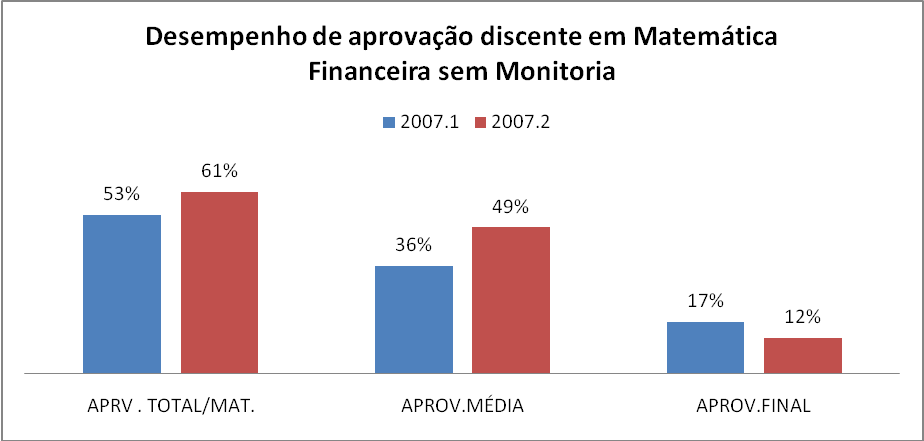 Desempenho de aprovação discente em Matemática
Financeira sem Monitoria
2007.1 2007.2
53% 61%
36% 49%
17% 12%
APRV . TOTAL/MAT. APROV.MÉDIA APROV.FINAL